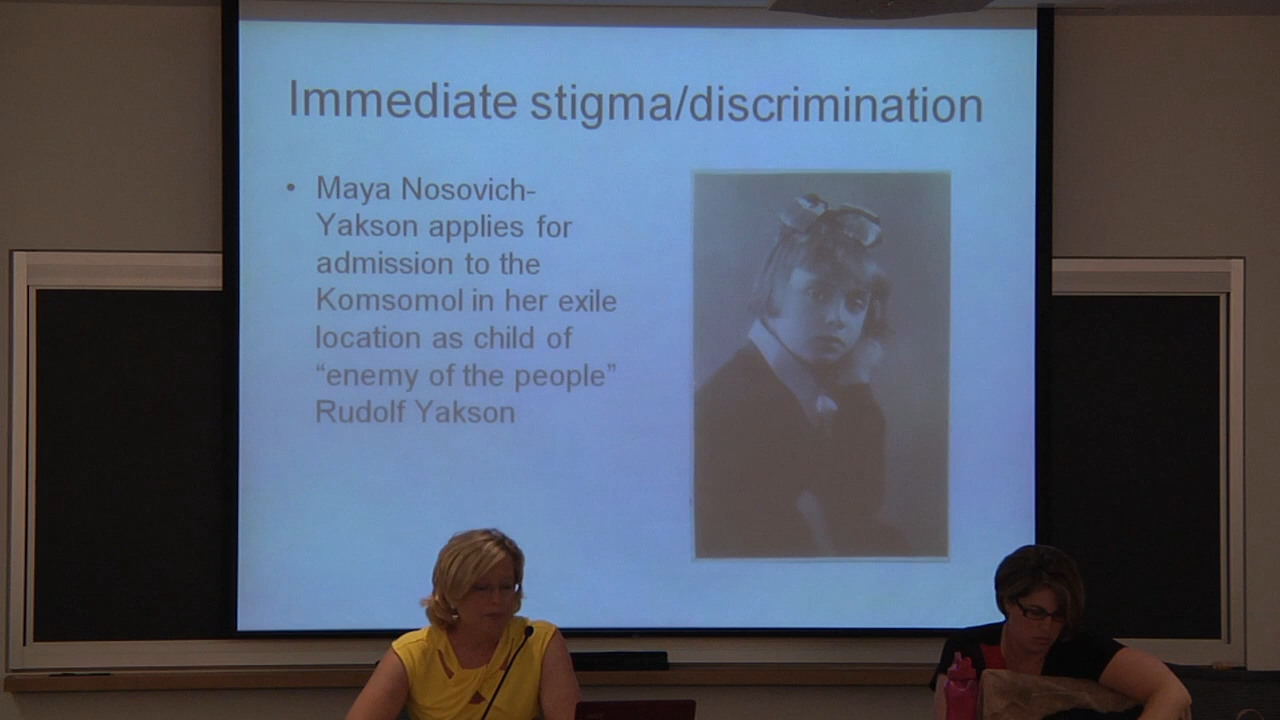 Immediate stigma/discrimination
• Maya Nosovich-
Yakson applies for
admission to the
Komsomol in her exile
location as child of
“enemy of the people”
Rudolf Yakson